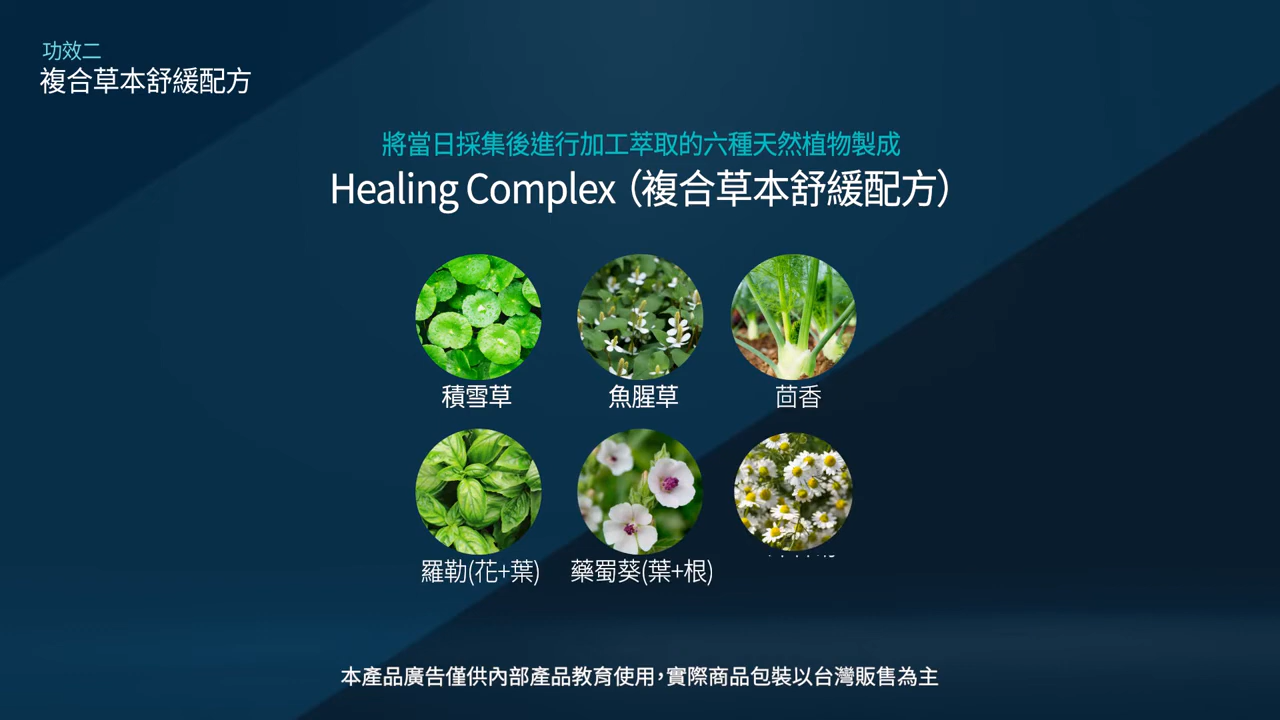 功效二
複合草本舒緩配方
將當日採集後進行加工萃取的六種天然植物製成
Healing Complex（複合草本舒緩配方）
積雪草
魚腥草
茴香
羅勒(花+葉)
藥蜀葵(葉+根)
本產品廣告僅供內部產品教育使用,實際商品包裝以台灣販售為主